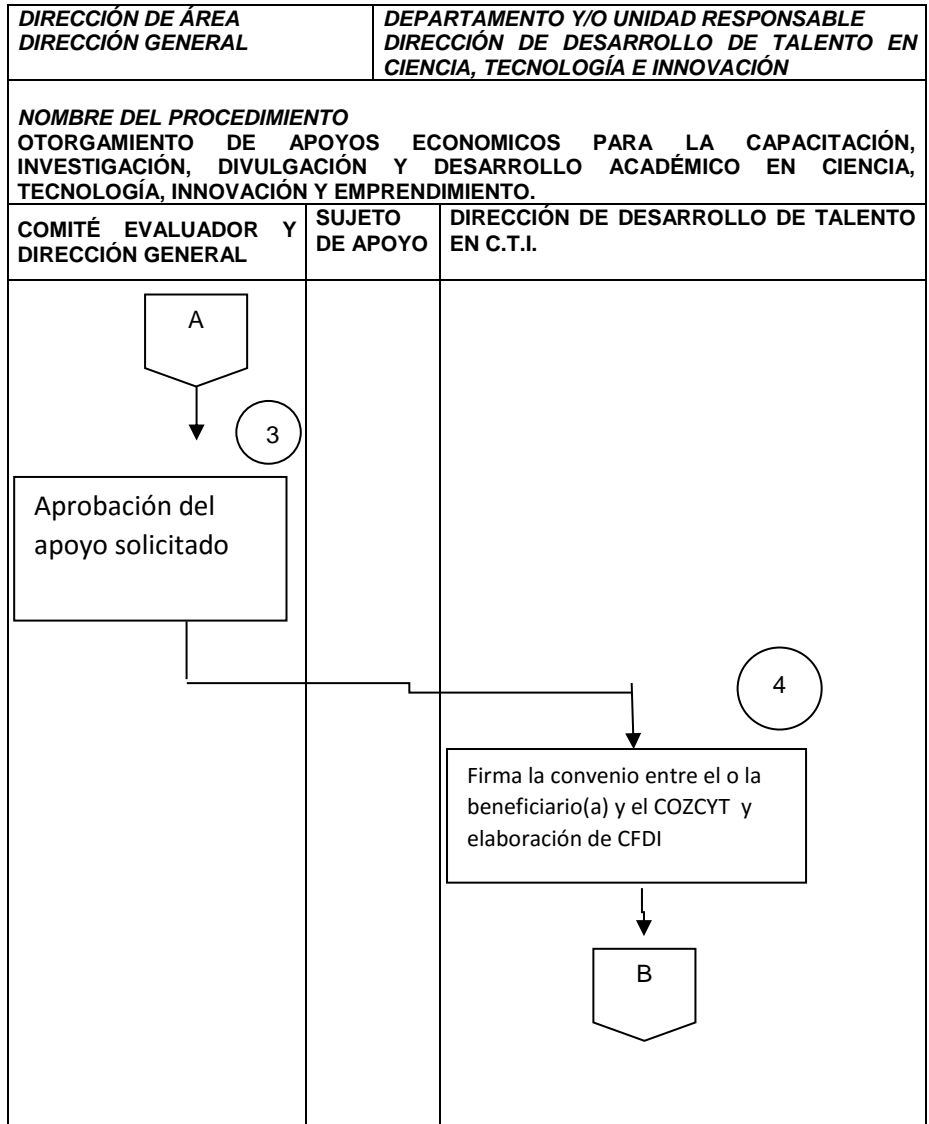 DIRECCIÓN DE ÁREA
DIRECCIÓN GENERAL
DEPARTAMENTO Y/O UNIDAD RESPONSABLE
DIRECCIÓN DE DESARROLLO DE TALENTO EN
CIENCIA, TECNOLOGÍA E INNOVACIÓN
NOMBRE DEL PROCEDIMIENTO
OTORGAMIENTO DE APOYOS ECONOMICOS PARA LA CAPACITACIÓN,
INVESTIGACIÓN, DIVULGACIÓN Y DESARROLLO ACADÉMICO EN CIENCIA,
TECNOLOGÍA, INNOVACIÓN Y EMPRENDIMIENTO.
COMITÉ EVALUADOR Y
DIRECCIÓN GENERAL
SUJETO
DE APOYO
DIRECCIÓN DE DESARROLLO DE TALENTO
EN C.T.I.
A
3
Aprobación del
apoyo solicitado
4
Firma la convenio entre el o la
beneficiario(a) y el COZCYT y
elaboración de CFDI
B